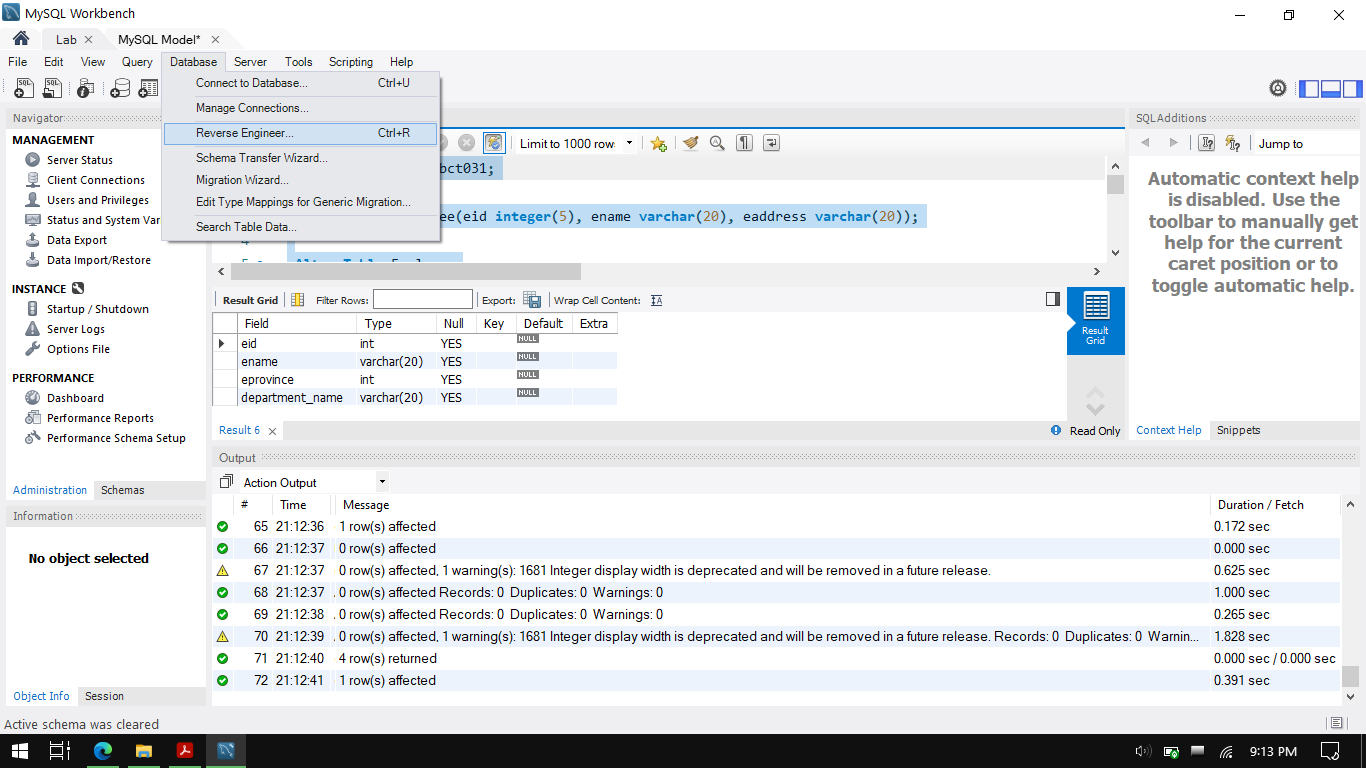 MySQL Workbench
Lab
MySQL Model*
File Edit View Query Database Server Tools Scripting Help
Connect to Database... Ctrl+U
Manage Connections...
Reverse Engineer... Ctrl+R
Schema Transfer Wizard...
Migration Wizard...
Edit Type Mappings for Generic Migration...
Search Table Data...
Navigator
MANAGEMENT
Server Status
Client Connections
Users and Privileges
Status and System Var
Data Export
Data Import/Restore
INSTANCE
Startup / Shutdown
Server Logs
Options File
PERFORMANCE
Dashboard
Performance Reports
Performance Schema Setup
Administration Schemas
Information
No object selected
Object Info Session
Limit to 1000 row
bct031;
ee(eid integer(5), ename varchar(20), eaddress varchar(20));
4
Result Grid Filter Rows: Export: Wrap Cell Content:
Field Type Null Key Default Extra
eid int YES NULL
ename varchar(20) YES NULL
eprovince int YES NULL
department_name varchar(20) YES NULL
Result Grid
Result 6
Read Only
SQLAdditions
Jump to
Automatic context help
is disabled. Use the
toolbar to manually get
help for the current
caret position or to
toggle automatic help.
Context Help Snippets
Output
Action Output
# Time Message Duration / Fetch
65 21:12:36 1 row(s) affected 0.172 sec
66 21:12:37 0 row(s) affected 0.000 sec
67 21:12:37 0 row(s) affected, 1 warning(s): 1681 Integer display width is deprecated and will be removed in a future release. 0.625 sec
68 21:12:37 0 row(s) affected Records: 0 Duplicates: 0 Warnings: 0 1.000 sec
69 21:12:38 0 row(s) affected Records: 0 Duplicates: 0 Warnings: 0 0.265 sec
70 21:12:39 0 row(s) affected, 1 warning(s): 1681 Integer display width is deprecated and will be removed in a future release. Records: 0 Duplicates: 0 Warnin... 1.828 sec
71 21:12:40 4 row(s) returned 0.000 sec / 0.000 sec
72 21:12:41 1 row(s) affected 0.391 sec
Active schema was cleared
9:13 PM